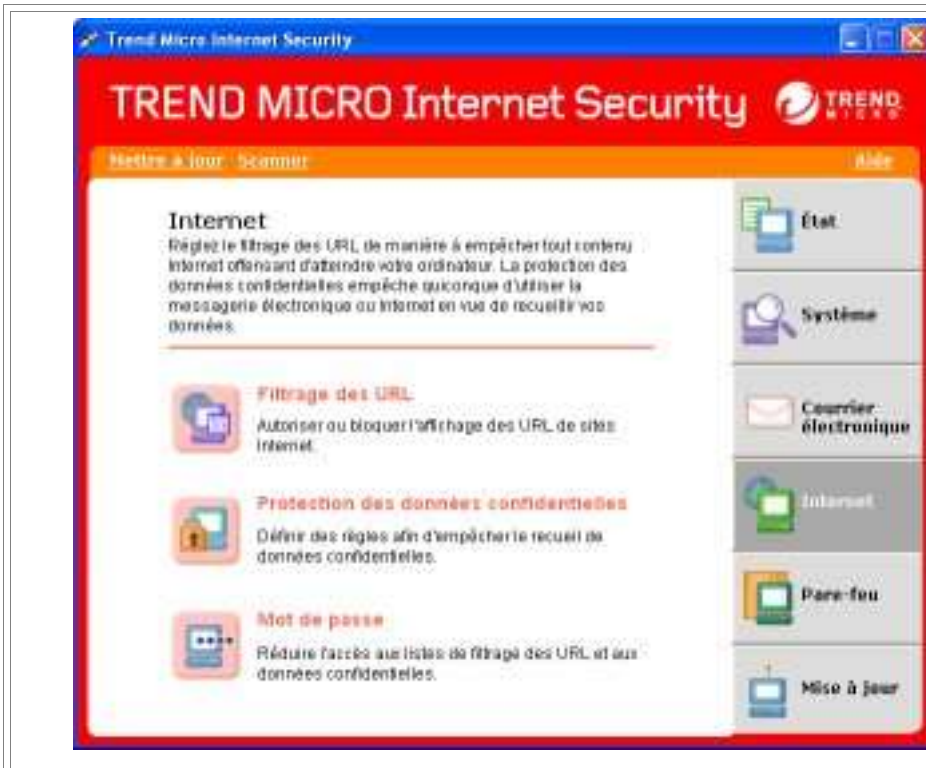 Trend Micro Internet Security
TREND MICRO Internet Security
TREND MICRO
Mettre à jour Scanner Aide
Internet
Réglez le filtrage des URL de manière à empêcher tout contenu
Internet offensant d'atteindre votre ordinateur. La protection des
données confidentielles empêche quiconque d'utiliser la
messagerie électronique ou Internet en vue de recueillir vos
données.
Filtrage des URL
Autoriser ou bloquer l'affichage des URL de sites
Internet.
Protection des données confidentielles
Définir des règles afin d'empêcher le recueil de
données confidentielles.
Mot de passe
Réduire l'accès aux listes de filtrage des URL et aux
données confidentielles.
État
Système
Courrier
électronique
Internet
Pare-feu
Mise à jour